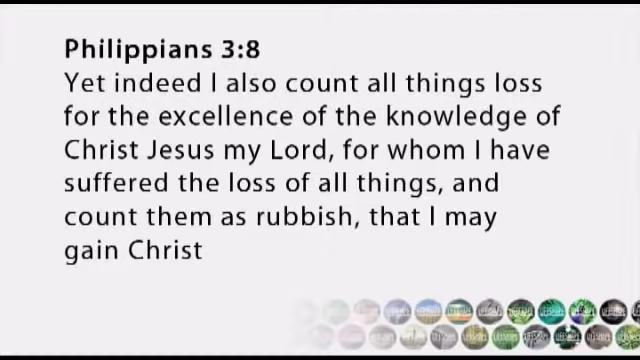 Philippians 3:8
Yet indeed I also count all things loss
for the excellence of the knowledge of
Christ Jesus my Lord, for whom I have
suffered the loss of all things, and
count them as rubbish, that I may
gain Christ